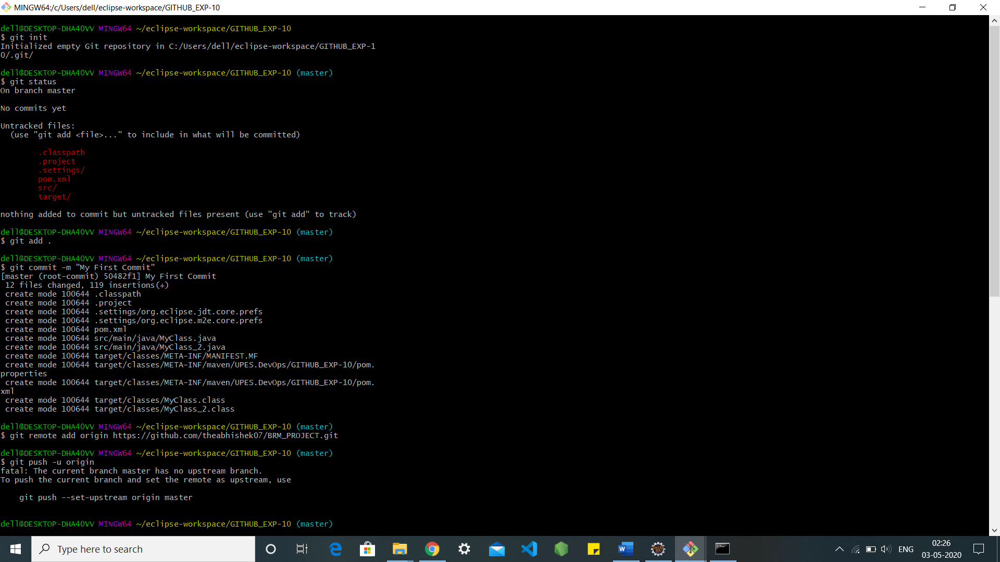 MINGW64:/c/Users/dell/eclipse-workspace/GITHUB_EXP-10
dell@DESKTOP-DHA40VV MINGW64 ~/eclipse-workspace/GITHUB_EXP-10
$ git init
Initialized empty Git repository in C:/Users/dell/eclipse-workspace/GITHUB_EXP-1
0/.git/
dell@DESKTOP-DHA40VV MINGW64 ~/eclipse-workspace/GITHUB_EXP-10 (master)
$ git status
On branch master
No commits yet
Untracked files:
  (use "git add <file>..." to include in what will be committed)
        .classpath
        .project
        .settings/
        pom.xml
        src/
        target/
nothing added to commit but untracked files present (use "git add" to track)
dell@DESKTOP-DHA40VV MINGW64 ~/eclipse-workspace/GITHUB_EXP-10 (master)
$ git add .
dell@DESKTOP-DHA40VV MINGW64 ~/eclipse-workspace/GITHUB_EXP-10 (master)
$ git commit -m "My First Commit"
[master (root-commit) 50482f1] My First Commit
 12 files changed, 119 insertions(+)
 create mode 100644 .classpath
 create mode 100644 .project
 create mode 100644 .settings/org.eclipse.jdt.core.prefs
 create mode 100644 .settings/org.eclipse.m2e.core.prefs
 create mode 100644 pom.xml
 create mode 100644 src/main/java/MyClass.java
 create mode 100644 src/main/java/MyClass_2.java
 create mode 100644 target/classes/META-INF/MANIFEST.MF
 create mode 100644 target/classes/META-INF/maven/UPES.DevOps/GITHUB_EXP-10/pom.
properties
 create mode 100644 target/classes/META-INF/maven/UPES.DevOps/GITHUB_EXP-10/pom.
xml
 create mode 100644 target/classes/MyClass.class
 create mode 100644 target/classes/MyClass_2.class
dell@DESKTOP-DHA40VV MINGW64 ~/eclipse-workspace/GITHUB_EXP-10 (master)
$ git remote add origin https://github.com/theabhishek07/BRM_PROJECT.git
dell@DESKTOP-DHA40VV MINGW64 ~/eclipse-workspace/GITHUB_EXP-10 (master)
$ git push -u origin
fatal: The current branch master has no upstream branch.
To push the current branch and set the remote as upstream, use
    git push --set-upstream origin master
dell@DESKTOP-DHA40VV MINGW64 ~/eclipse-workspace/GITHUB_EXP-10 (master)
Type here to search
ENG
02:26
03-05-2020